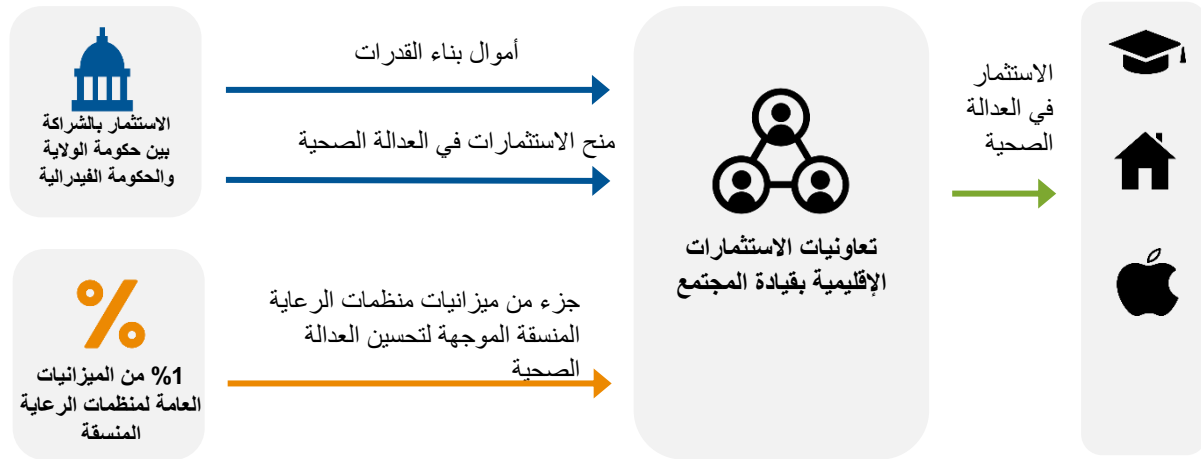 الاستثمار بالشراكة
بين حكومة الولاية
والحكومة الفيدرالية
أموال بناء القدرات
منح الاستثمارات في العدالة الصحية
%1 من الميزانيات
العامة لمنظمات الرعاية
المنسقة
جزء من ميزانيات منظمات الرعاية
المنسقة الموجهة لتحسين العدالة
الصحية
تعاونيات الاستثمارات
الإقليمية بقيادة المجتمع
الاستثمار
في العدالة
الصحية